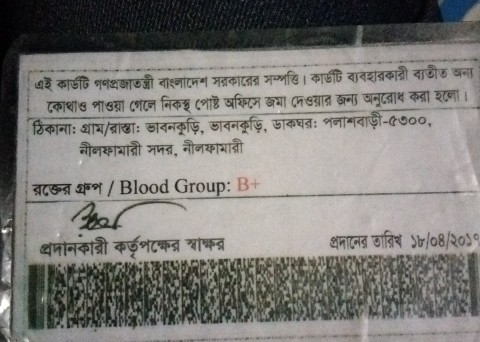 এই কার্ডটি গণপ্রজাতন্ত্রী বাংলাদেশ সরকারের সম্পত্তি। কার্ডটি ব্যবহারকারী ব্যতীত অন্য
কোথাও পাওয়া গেলে নিকটস্থ পোষ্ট অফিসে জমা দেওয়ার জন্য অনুরোধ করা হলো।
ঠিকানা: গ্রাম/রাস্তা: ভাবনকুড়ি, ভাবনকুড়ি, ডাকঘর: পলাশবাড়ী-৫৩০০,
নীলফামারী সদর, নীলফামারী
রক্তের গ্রুপ / Blood Group: B+
প্রদানকারী কর্তৃপক্ষের স্বাক্ষর
প্রদানের তারিখ ১৮/০৪/২০১৭